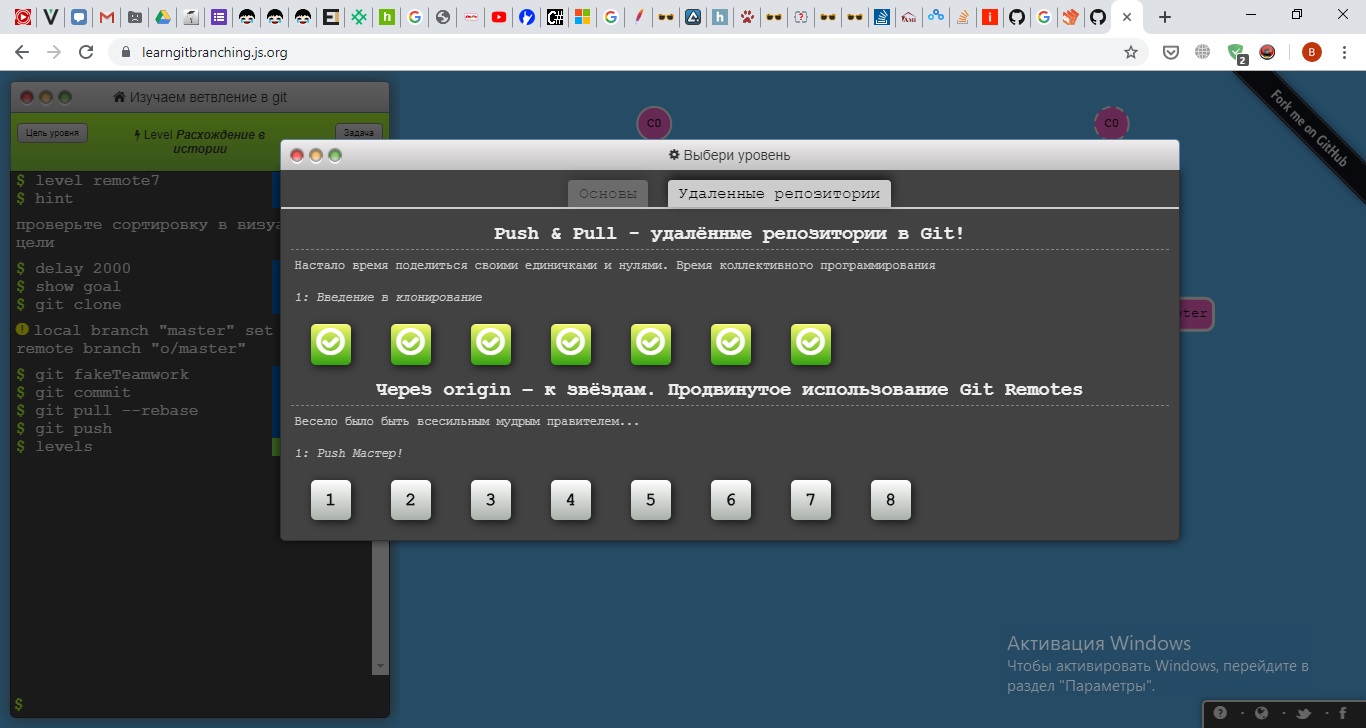 learngitbranching.js.org
2
B
Изучаем ветвление в git
Цель уровня
Level Расхождение в истории
Задача
$ level remote7
$ hint
проверьте сортировку в
цели
$ delay 2000
$ show goal
$ git clone
local branch "master" set
remote branch "o/master"
$ git fakeTeamwork
$ git commit
$ git pull --rebase
$ git push
$ levels
$
C0
C0
Fork me on GitHub
Выбери уровень
Основы
Удаленные репозитории
Push & Pull - удалённые репозитории в Git!
Настало время поделиться своими единичками и нулями. Время коллективного программирования
1: Введение в клонирование
Через origin – к звёздам. Продвинутое использование Git Remotes
Весело было быть всесильным мудрым правителем...
1: Push Мастер!
1 2 3 4 5 6 7 8
Активация Windows
Чтобы активировать Windows, перейдите в
раздел "Параметры".